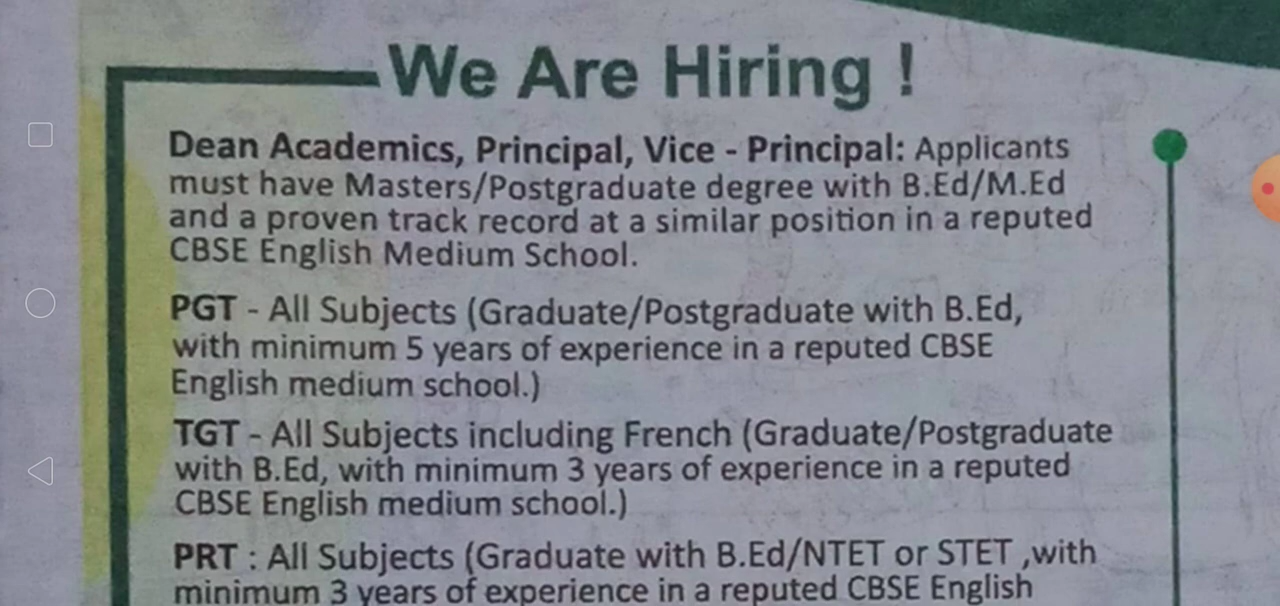 We Are Hiring !
Dean Academics, Principal, Vice - Principal: Applicants
must have Masters/Postgraduate degree with B.Ed/M.Ed
and a proven track record at a similar position in a reputed
CBSE English Medium School.
PGT - All Subjects (Graduate/Postgraduate with B.Ed,
with minimum 5 years of experience in a reputed CBSE
English medium school.)
TGT - All Subjects including French (Graduate/Postgraduate
with B.Ed, with minimum 3 years of experience in a reputed
CBSE English medium school.)
PRT : All Subjects (Graduate with B.Ed/NTET or STET ,with
minimum 3 years of experience in a reputed CBSE English